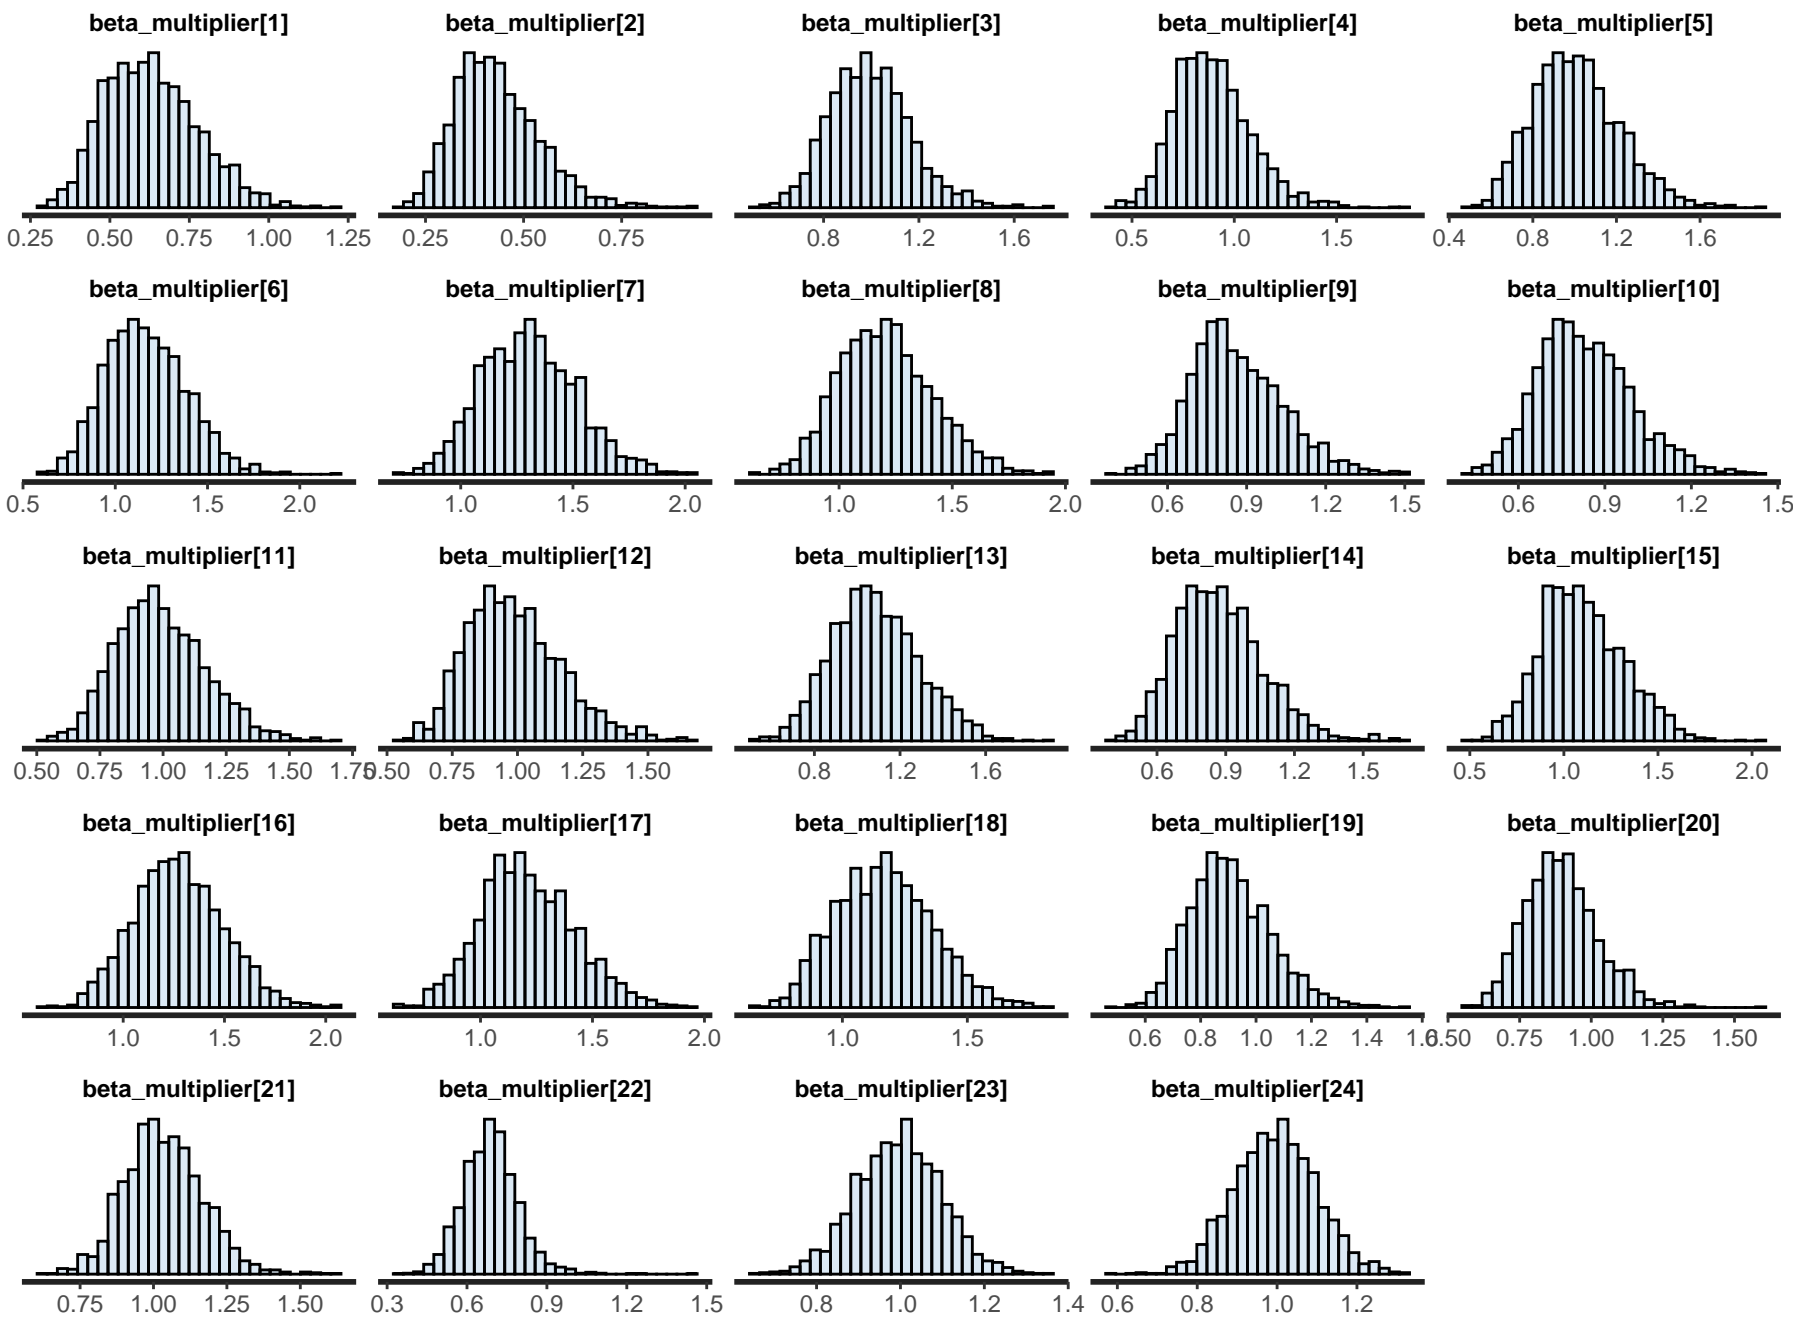 beta_multiplier[1] beta_multiplier[2] beta_multiplier[3] beta_multiplier[4] beta_multiplier[5]
0.25 0.50 0.75 1.00 1.25 0.25 0.50 0.75 0.8 1.2 1.6 0.5 1.0 1.5 0.4 0.8 1.2 1.6
beta_multiplier[6] beta_multiplier[7] beta_multiplier[8] beta_multiplier[9] beta_multiplier[10]
0.5 1.0 1.5 2.0 1.0 1.5 2.0 1.0 1.5 2.0 0.6 0.9 1.2 1.5 0.6 0.9 1.2 1.5
beta_multiplier[11] beta_multiplier[12] beta_multiplier[13] beta_multiplier[14] beta_multiplier[15]
0.50 0.75 1.00 1.25 1.50 1.75 0.50 0.75 1.00 1.25 1.50 0.8 1.2 1.6 0.6 0.9 1.2 1.5 0.5 1.0 1.5 2.0
beta_multiplier[16] beta_multiplier[17] beta_multiplier[18] beta_multiplier[19] beta_multiplier[20]
1.0 1.5 2.0 1.0 1.5 2.0 1.0 1.5 0.6 0.8 1.0 1.2 1.4 1.6 0.50 0.75 1.00 1.25 1.50
beta_multiplier[21] beta_multiplier[22] beta_multiplier[23] beta_multiplier[24]
0.75 1.00 1.25 1.50 0.3 0.6 0.9 1.2 1.5 0.8 1.0 1.2 1.4 0.6 0.8 1.0 1.2